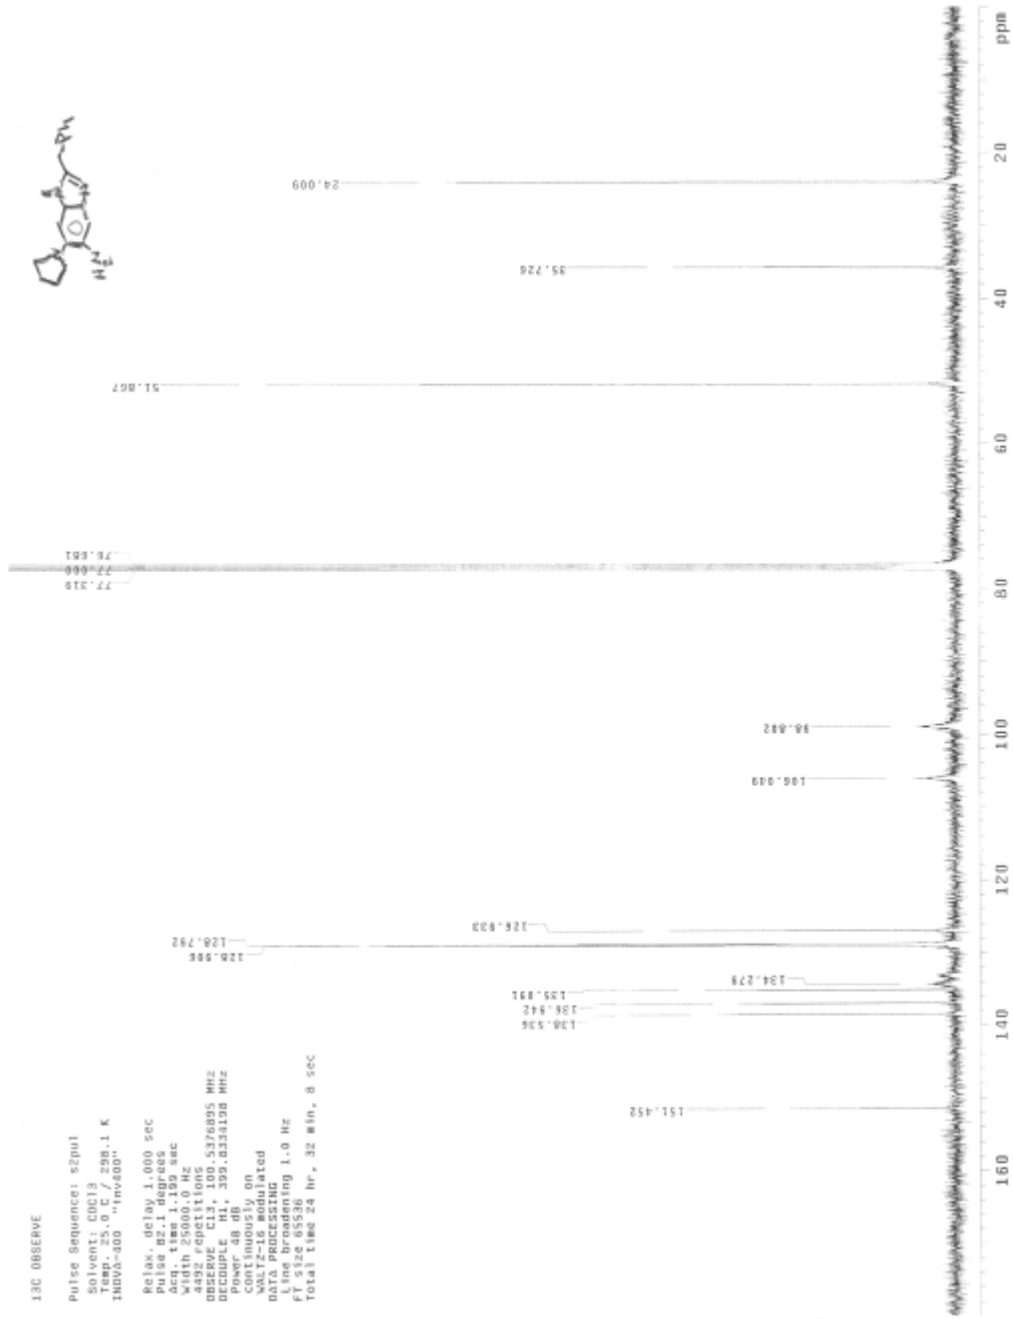 13C OBSERVE
Pulse Sequence: s2pul
Solvent: CDCl3
Temp. 25.0 C / 298.1 K
INOVA-400 "inv400"
Relax. delay 1.000 sec
Pulse 82.1 degrees
Acq. time 1.199 sec
Width 25000.0 Hz
4492 repetitions
OBSERVE C13, 100.5376895 MHz
DECOUPLE H1, 399.8334198 MHz
Power 48 dB
continuously on
WALTZ-16 modulated
DATA PROCESSING
Line broadening 1.0 Hz
FT size 65536
Total time 24 hr, 32 min, 8 sec
151.452
138.536
136.942
135.091
134.279
128.906
128.792
126.933
106.049
98.802
77.319
77.000
76.681
51.867
35.726
24.009
160 140 120 100 80 60 40 20 ppm